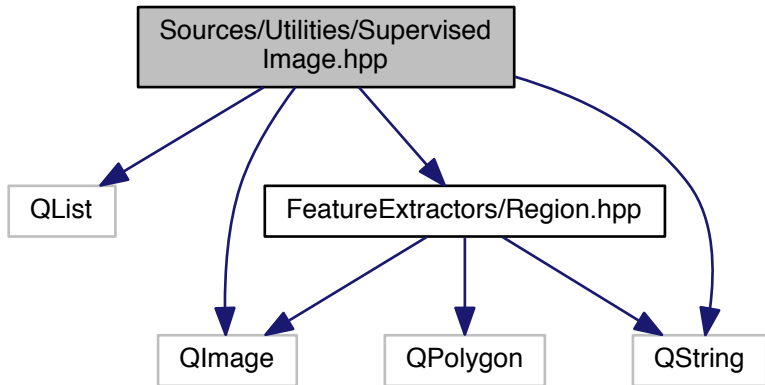 Sources/Utilities/Supervised
Image.hpp
QList
FeatureExtractors/Region.hpp
QImage
QPolygon
QString